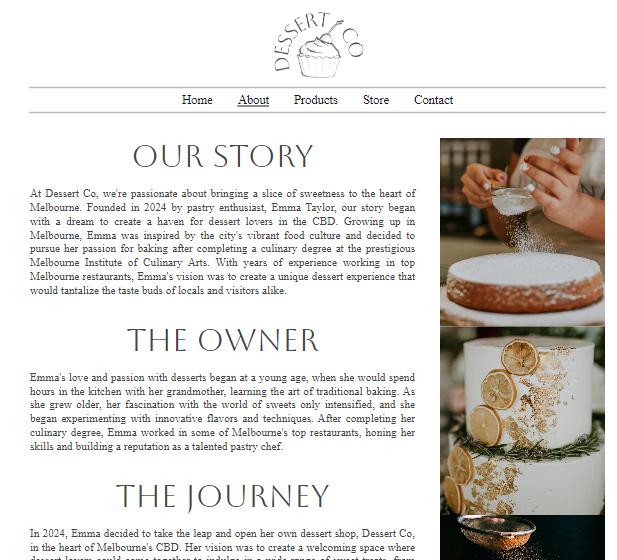 DESSERT CO
Home About Products Store Contact
OUR STORY
At Dessert Co, we're passionate about bringing a slice of sweetness to the heart of
Melbourne. Founded in 2024 by pastry enthusiast, Emma Taylor, our story began
with a dream to create a haven for dessert lovers in the CBD. Growing up in
Melbourne, Emma was inspired by the city's vibrant food culture and decided to
pursue her passion for baking after completing a culinary degree at the prestigious
Melbourne Institute of Culinary Arts. With years of experience working in top
Melbourne restaurants, Emma's vision was to create a unique dessert experience that
would tantalize the taste buds of locals and visitors alike.
THE OWNER
Emma's love and passion with desserts began at a young age, when she would spend
hours in the kitchen with her grandmother, learning the art of traditional baking. As
she grew older, her fascination with the world of sweets only intensified, and she
began experimenting with innovative flavors and techniques. After completing her
culinary degree, Emma worked in some of Melbourne's top restaurants, honing her
skills and building a reputation as a talented pastry chef.
THE JOURNEY
In 2024, Emma decided to take the leap and open her own dessert shop, Dessert Co,
in the heart of Melbourne's CBD. Her vision was to create a welcoming space where